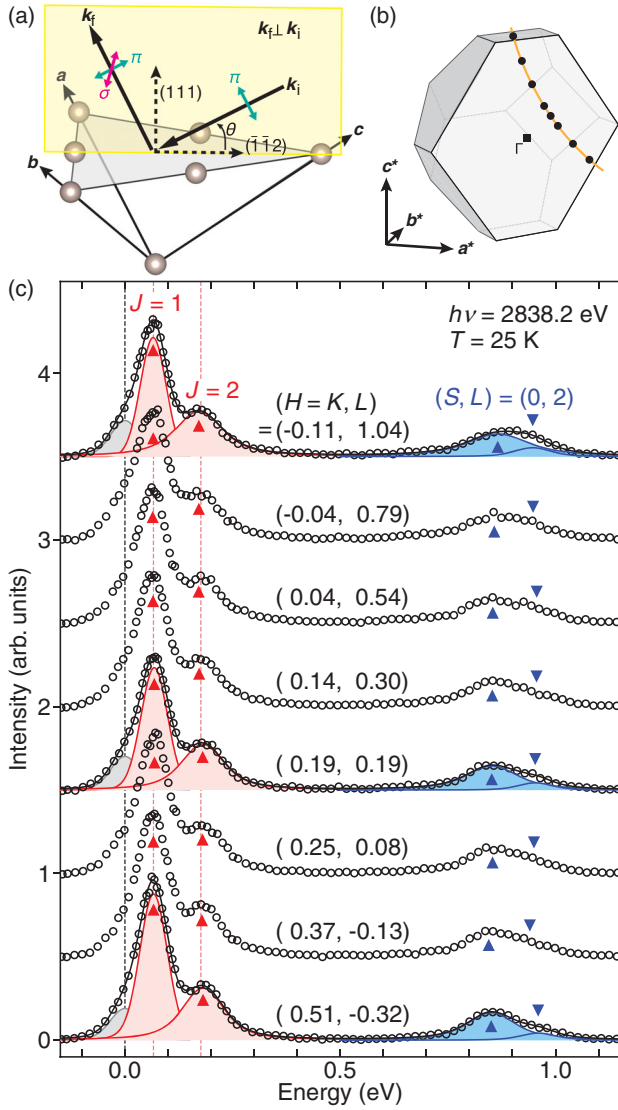 (a)
k_f ⊥ k_i
k_f
π
σ
(111)
π
k_i
a
θ
(1̄1̄2)
c
b
(b)
Γ
c*
b*
a*
(c)
J = 1
hν = 2838.2 eV
T = 25 K
J = 2
(H = K, L)
(S, L) = (0, 2)
=(-0.11, 1.04)
(-0.04, 0.79)
( 0.04, 0.54)
( 0.14, 0.30)
( 0.19, 0.19)
( 0.25, 0.08)
( 0.37, -0.13)
( 0.51, -0.32)
4
3
2
1
0
Intensity (arb. units)
0.0 0.5 1.0
Energy (eV)